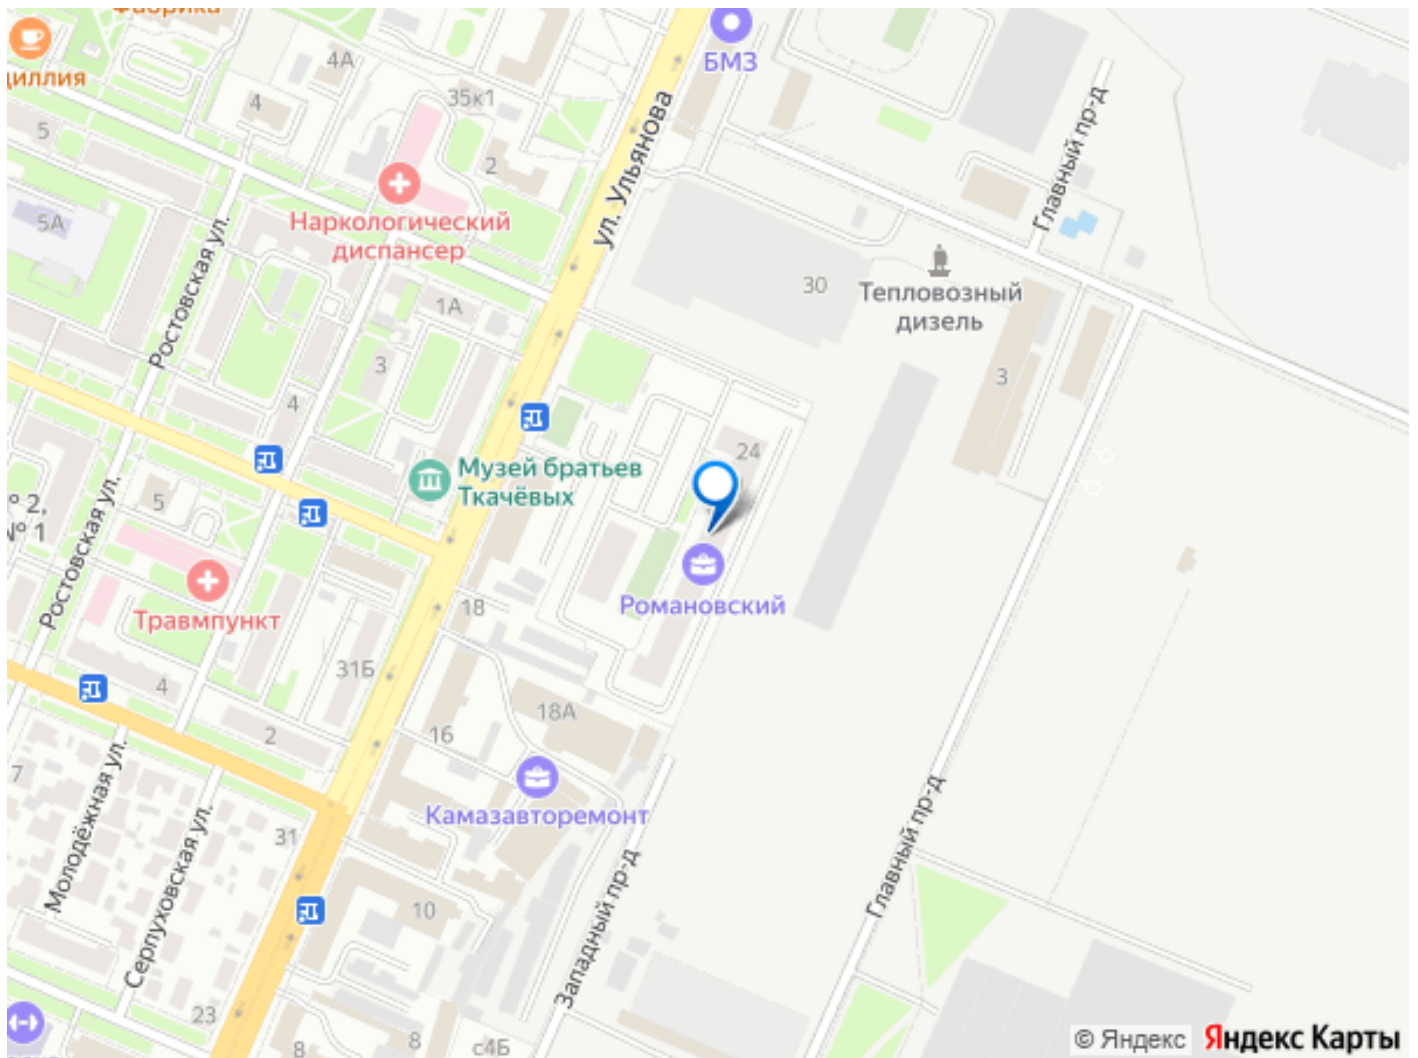 Фабрика
диллия
4А
БМЗ
4
35к1
5
2
ул. Ульянова
Главный пр-д
5А
Наркологический
диспансер
Ростовская ул.
1А
30
Тепловозный
дизель
3
3
4
24
Музей братьев
Ткачёвых
5
° 2,
№ 1
Ростовская ул.
Травмпункт
18
Романовский
31Б
4
18А
2
16
7
Молодёжная ул.
Серпуховская ул.
Камазавторемонт
31
Главный пр-д
10
Западный пр-д
23
8
8
с4Б
© Яндекс
Яндекс Карты